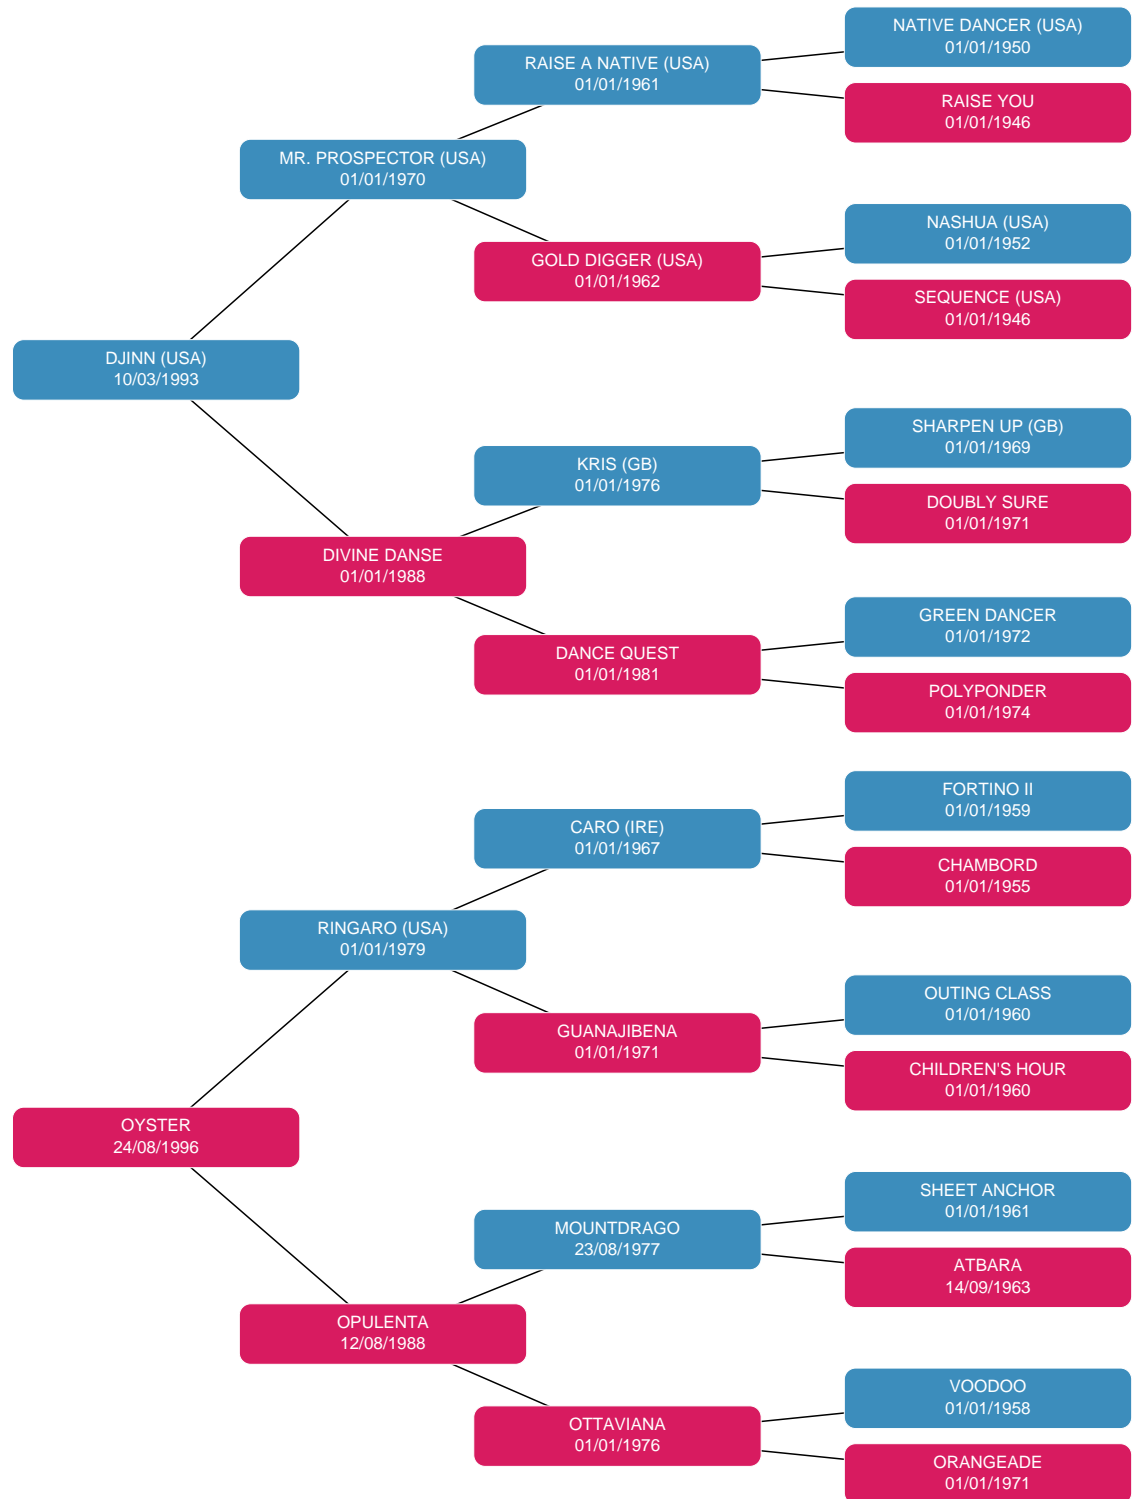 NATIVE DANCER (USA)
01/01/1950
RAISE A NATIVE (USA)
01/01/1961
RAISE YOU
01/01/1946
MR. PROSPECTOR (USA)
01/01/1970
NASHUA (USA)
01/01/1952
GOLD DIGGER (USA)
01/01/1962
SEQUENCE (USA)
01/01/1946
DJINN (USA)
10/03/1993
SHARPEN UP (GB)
01/01/1969
KRIS (GB)
01/01/1976
DOUBLY SURE
01/01/1971
DIVINE DANSE
01/01/1988
GREEN DANCER
01/01/1972
DANCE QUEST
01/01/1981
POLYPONDER
01/01/1974
FORTINO II
01/01/1959
CARO (IRE)
01/01/1967
CHAMBORD
01/01/1955
RINGARO (USA)
01/01/1979
OUTING CLASS
01/01/1960
GUANAJIBENA
01/01/1971
CHILDREN'S HOUR
01/01/1960
OYSTER
24/08/1996
SHEET ANCHOR
01/01/1961
MOUNTDRAGO
23/08/1977
ATBARA
14/09/1963
OPULENTA
12/08/1988
VOODOO
01/01/1958
OTTAVIANA
01/01/1976
ORANGEADE
01/01/1971